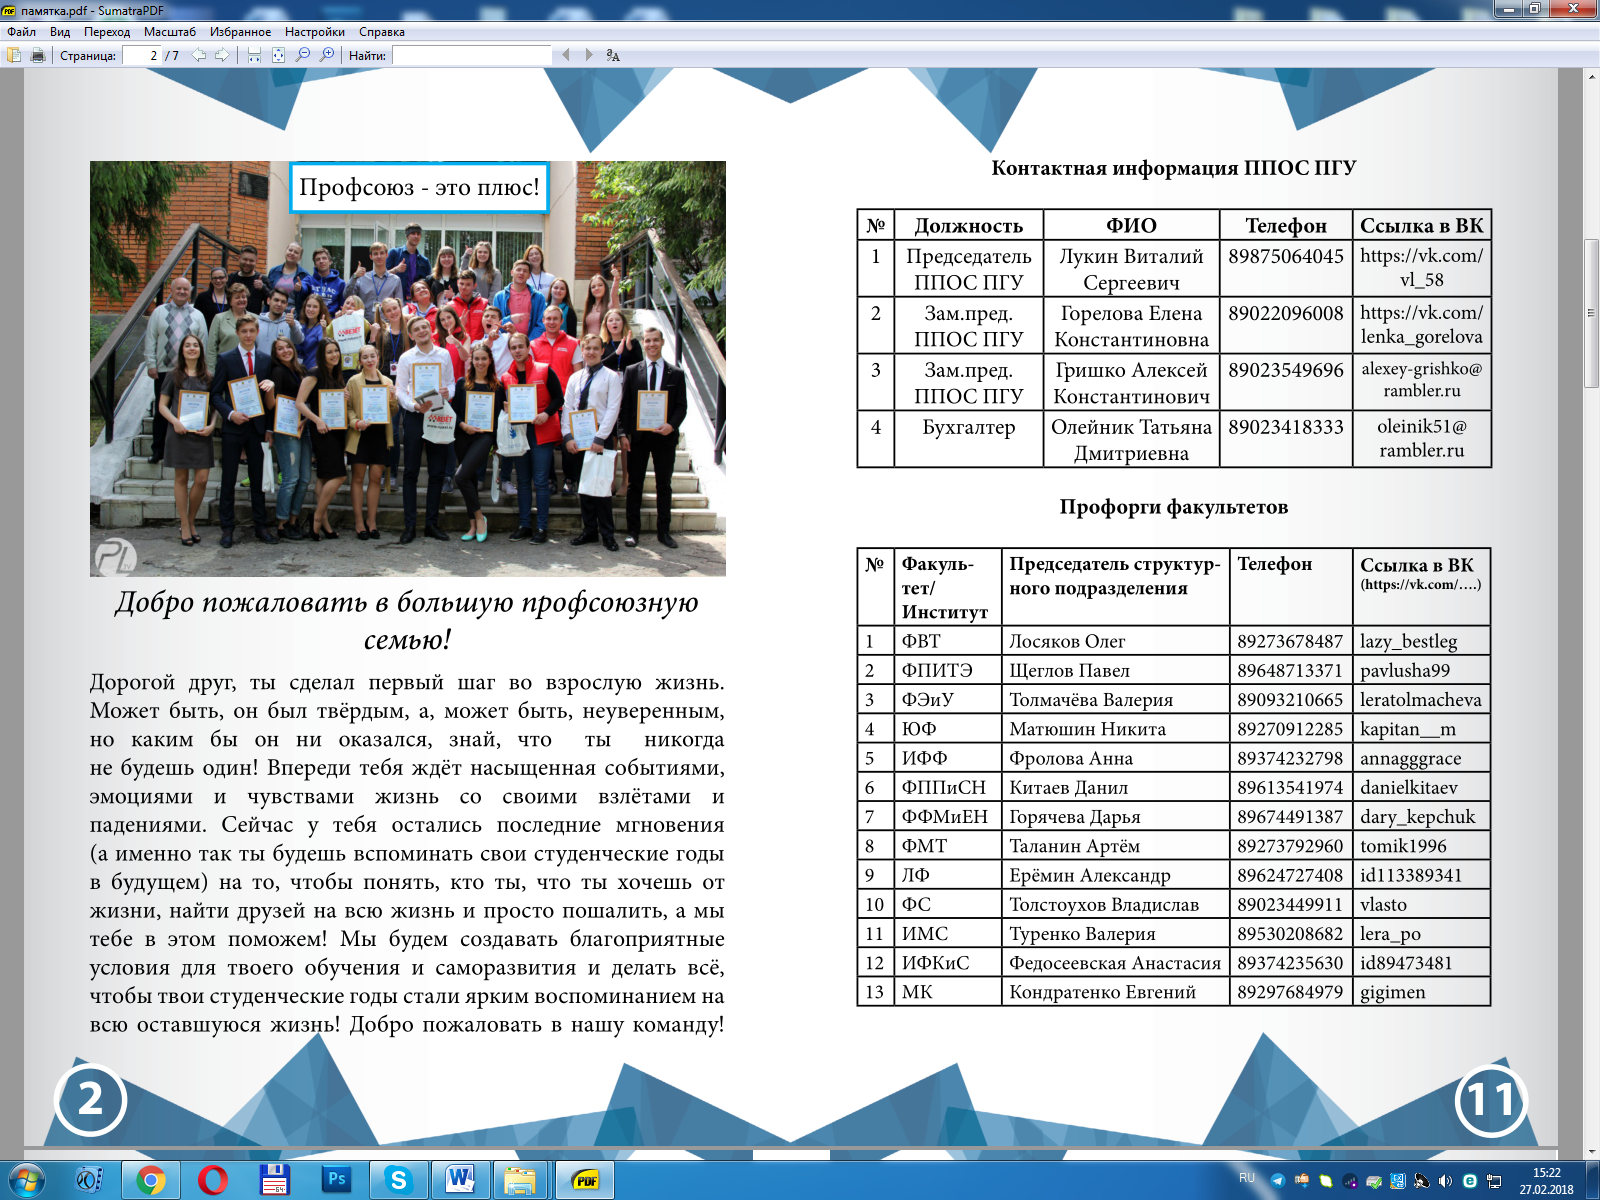 памятка.pdf - SumatraPDF
Файл Вид Переход Масштаб Избранное Настройки Справка
Страница: 2 / 7 Найти:
Профсоюз - это плюс!
Добро пожаловать в большую профсоюзную
семью!
Дорогой друг, ты сделал первый шаг во взрослую жизнь.
Может быть, он был твёрдым, а, может быть, неуверенным,
но каким бы он ни оказался, знай, что ты никогда
не будешь один! Впереди тебя ждёт насыщенная событиями,
эмоциями и чувствами жизнь со своими взлётами и
падениями. Сейчас у тебя остались последние мгновения
(а именно так ты будешь вспоминать свои студенческие годы
в будущем) на то, чтобы понять, кто ты, что ты хочешь от
жизни, найти друзей на всю жизнь и просто пошалить, а мы
тебе в этом поможем! Мы будем создавать благоприятные
условия для твоего обучения и саморазвития и делать всё,
чтобы твои студенческие годы стали ярким воспоминанием на
всю оставшуюся жизнь! Добро пожаловать в нашу команду!
2
Контактная информация ППОС ПГУ
№ Должность ФИО Телефон Ссылка в ВК
1 Председатель Лукин Виталий 89875064045 https://vk.com/
ППОС ПГУ Сергеевич vl_58
2 Зам.пред. Горелова Елена 89022096008 https://vk.com/
ППОС ПГУ Константиновна lenka_gorelova
3 Зам.пред. Гришко Алексей 89023549696 alexey-grishko@
ППОС ПГУ Константинович rambler.ru
4 Бухгалтер Олейник Татьяна 89023418333 oleinik51@
Дмитриевна rambler.ru
Профорги факультетов
№ Факуль- Председатель структур- Телефон Ссылка в ВК
тет/ ного подразделения (https://vk.com/….)
Институт
1 ФВТ Лосяков Олег 89273678487 lazy_bestleg
2 ФПИТЭ Щеглов Павел 89648713371 pavlusha99
3 ФЭиУ Толмачёва Валерия 89093210665 leratolmacheva
4 ЮФ Матюшин Никита 89270912285 kapitan__m
5 ИФФ Фролова Анна 89374232798 annagggrace
6 ФППиСН Китаев Данил 89613541974 danielkitaev
7 ФФМиЕН Горячева Дарья 89674491387 dary_kepchuk
8 ФМТ Таланин Артём 89273792960 tomik1996
9 ЛФ Ерёмин Александр 89624727408 id113389341
10 ФС Толстоухов Владислав 89023449911 vlasto
11 ИМС Туренко Валерия 89530208682 lera_po
12 ИФКиС Федосеевская Анастасия 89374235630 id89473481
13 МК Кондратенко Евгений 89297684979 gigimen
11
RU 15:22
27.02.2018